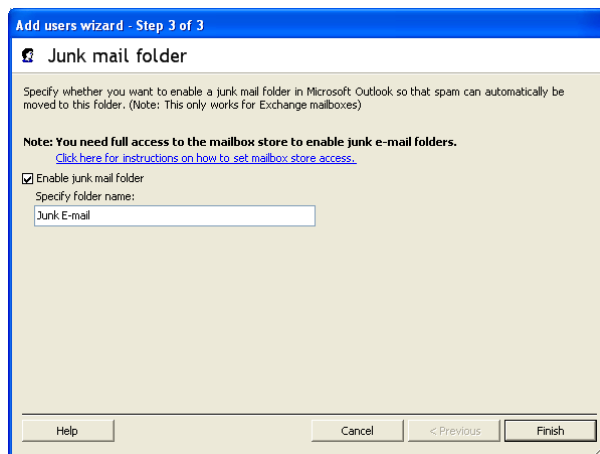 Add users wizard - Step 3 of 3
Junk mail folder
Specify whether you want to enable a junk mail folder in Microsoft Outlook so that spam can automatically be
moved to this folder. (Note: This only works for Exchange mailboxes)
Note: You need full access to the mailbox store to enable junk e-mail folders.
Click here for instructions on how to set mailbox store access.
Enable junk mail folder
Specify folder name:
Junk E-mail
Help Cancel < Previous Finish